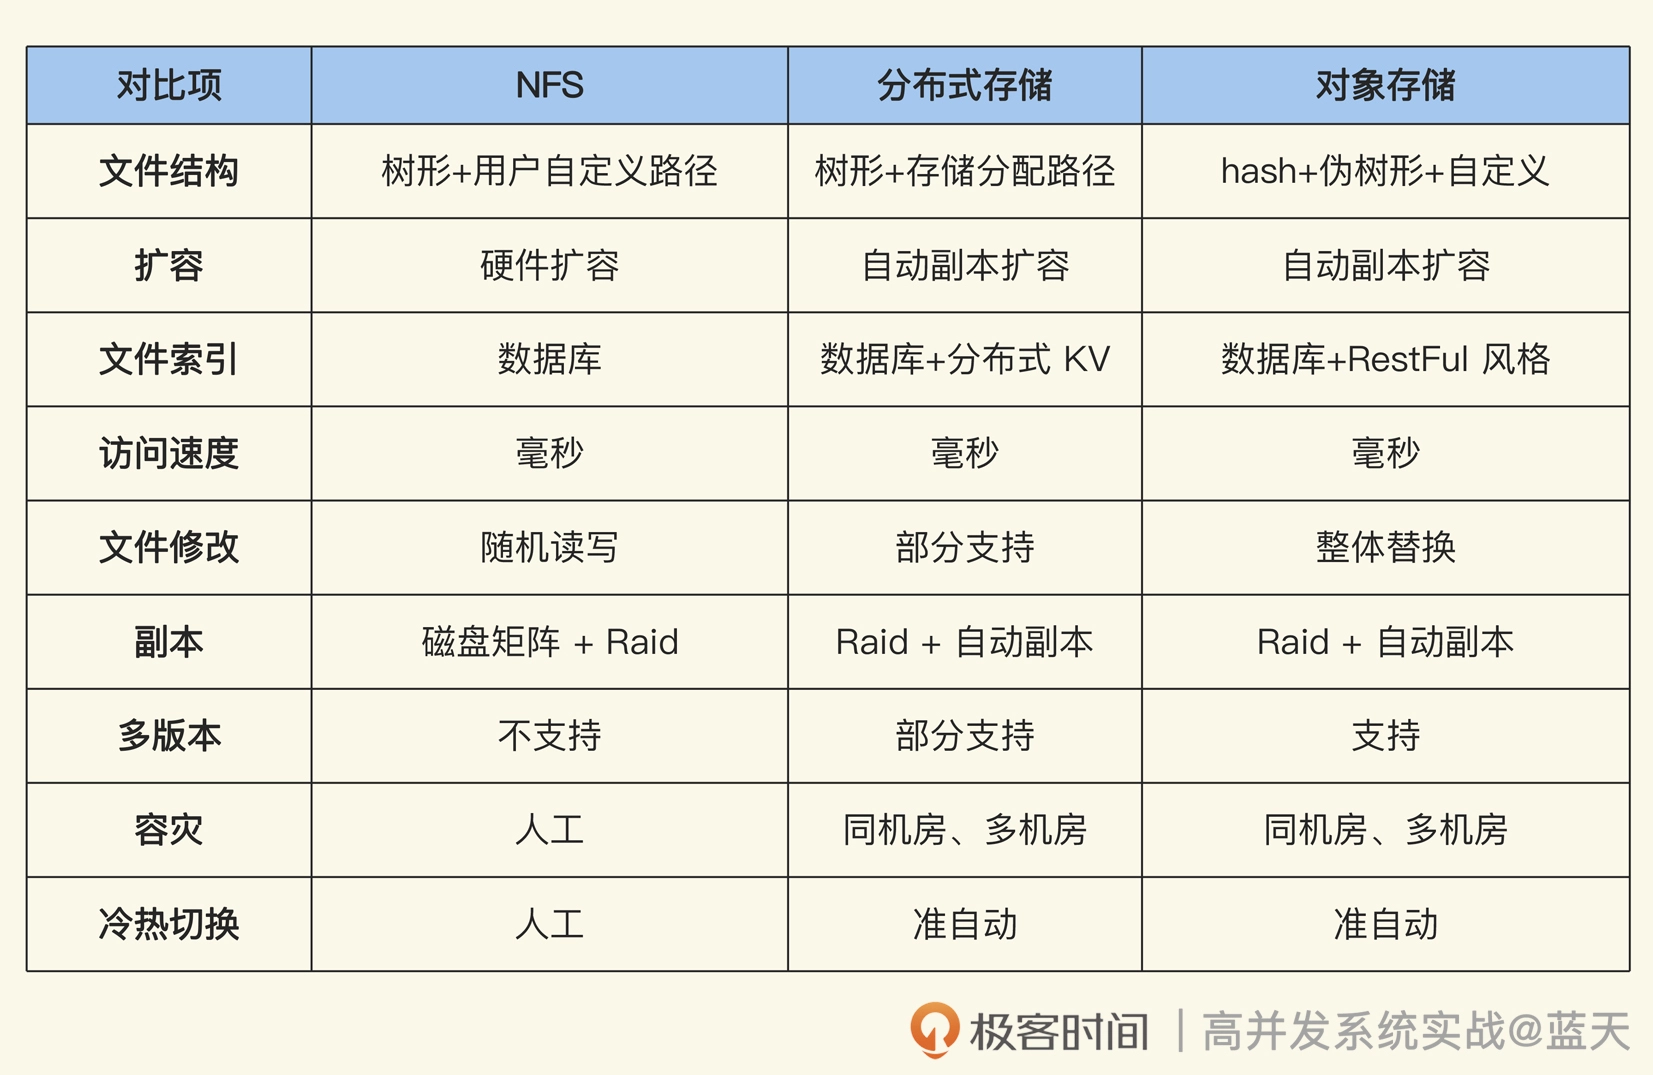 对比项 NFS 分布式存储 对象存储
文件结构 树形+用户自定义路径 树形+存储分配路径 hash+伪树形+自定义
扩容 硬件扩容 自动副本扩容 自动副本扩容
文件索引 数据库 数据库+分布式 KV 数据库+RestFul 风格
访问速度 毫秒 毫秒 毫秒
文件修改 随机读写 部分支持 整体替换
副本 磁盘矩阵 + Raid Raid + 自动副本 Raid + 自动副本
多版本 不支持 部分支持 支持
容灾 人工 同机房、多机房 同机房、多机房
冷热切换 人工 准自动 准自动
极客时间 | 高并发系统实战@蓝天